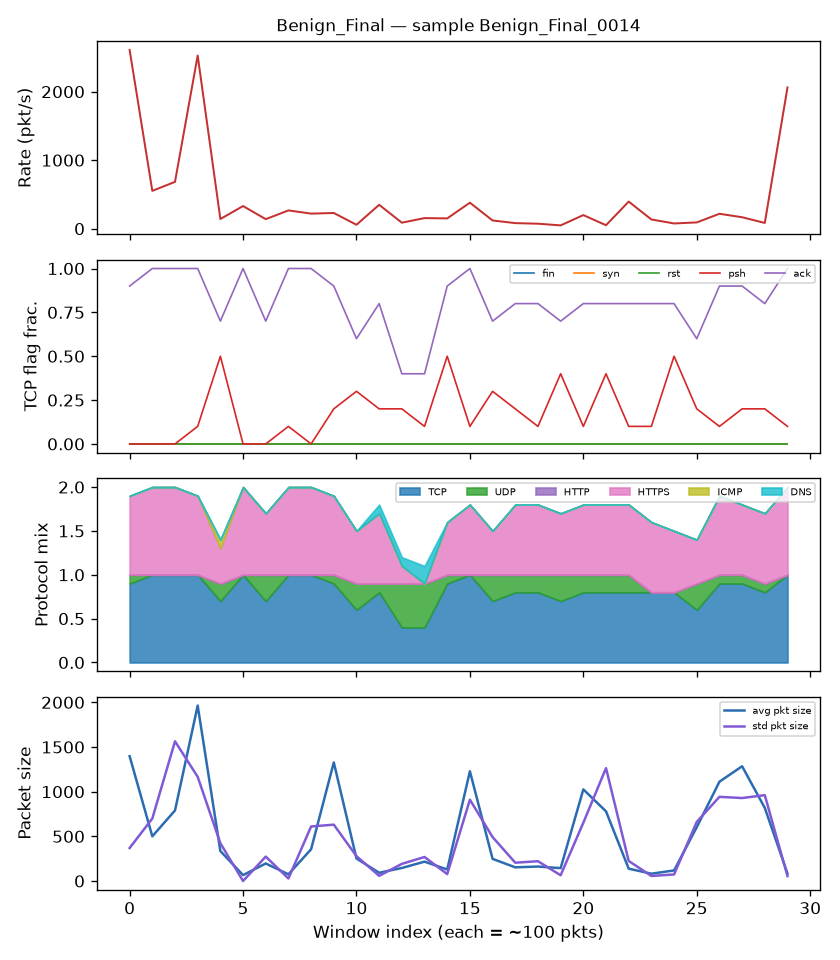 Benign_Final — sample Benign_Final_0014
Rate (pkt/s)
2000
1000
0
TCP flag frac.
1.00
0.75
0.50
0.25
0.00
fin syn rst psh ack
Protocol mix
2.0
1.5
1.0
0.5
0.0
TCP UDP HTTP HTTPS ICMP DNS
Packet size
2000
1500
1000
500
0
avg pkt size
std pkt size
0 5 10 15 20 25 30
Window index (each = ~100 pkts)